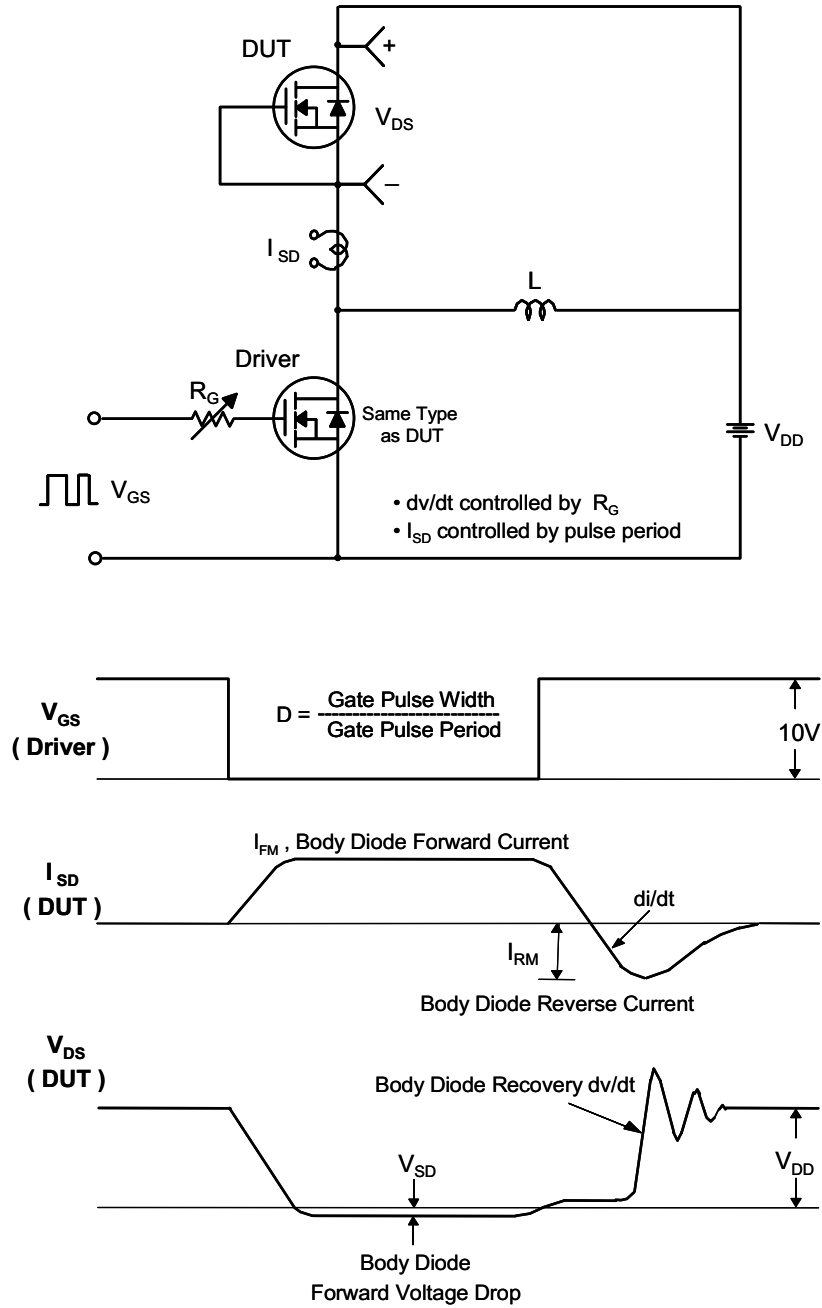 DUT
+
V_DS
–
I_SD
L
Driver
R_G
Same Type
as DUT
V_DD
V_GS
• dv/dt controlled by R_G
• I_SD controlled by pulse period
V_GS
( Driver )
D = Gate Pulse Width
Gate Pulse Period
10V
I_FM , Body Diode Forward Current
I_SD
( DUT )
di/dt
I_RM
Body Diode Reverse Current
V_DS
( DUT )
Body Diode Recovery dv/dt
V_SD
V_DD
Body Diode
Forward Voltage Drop